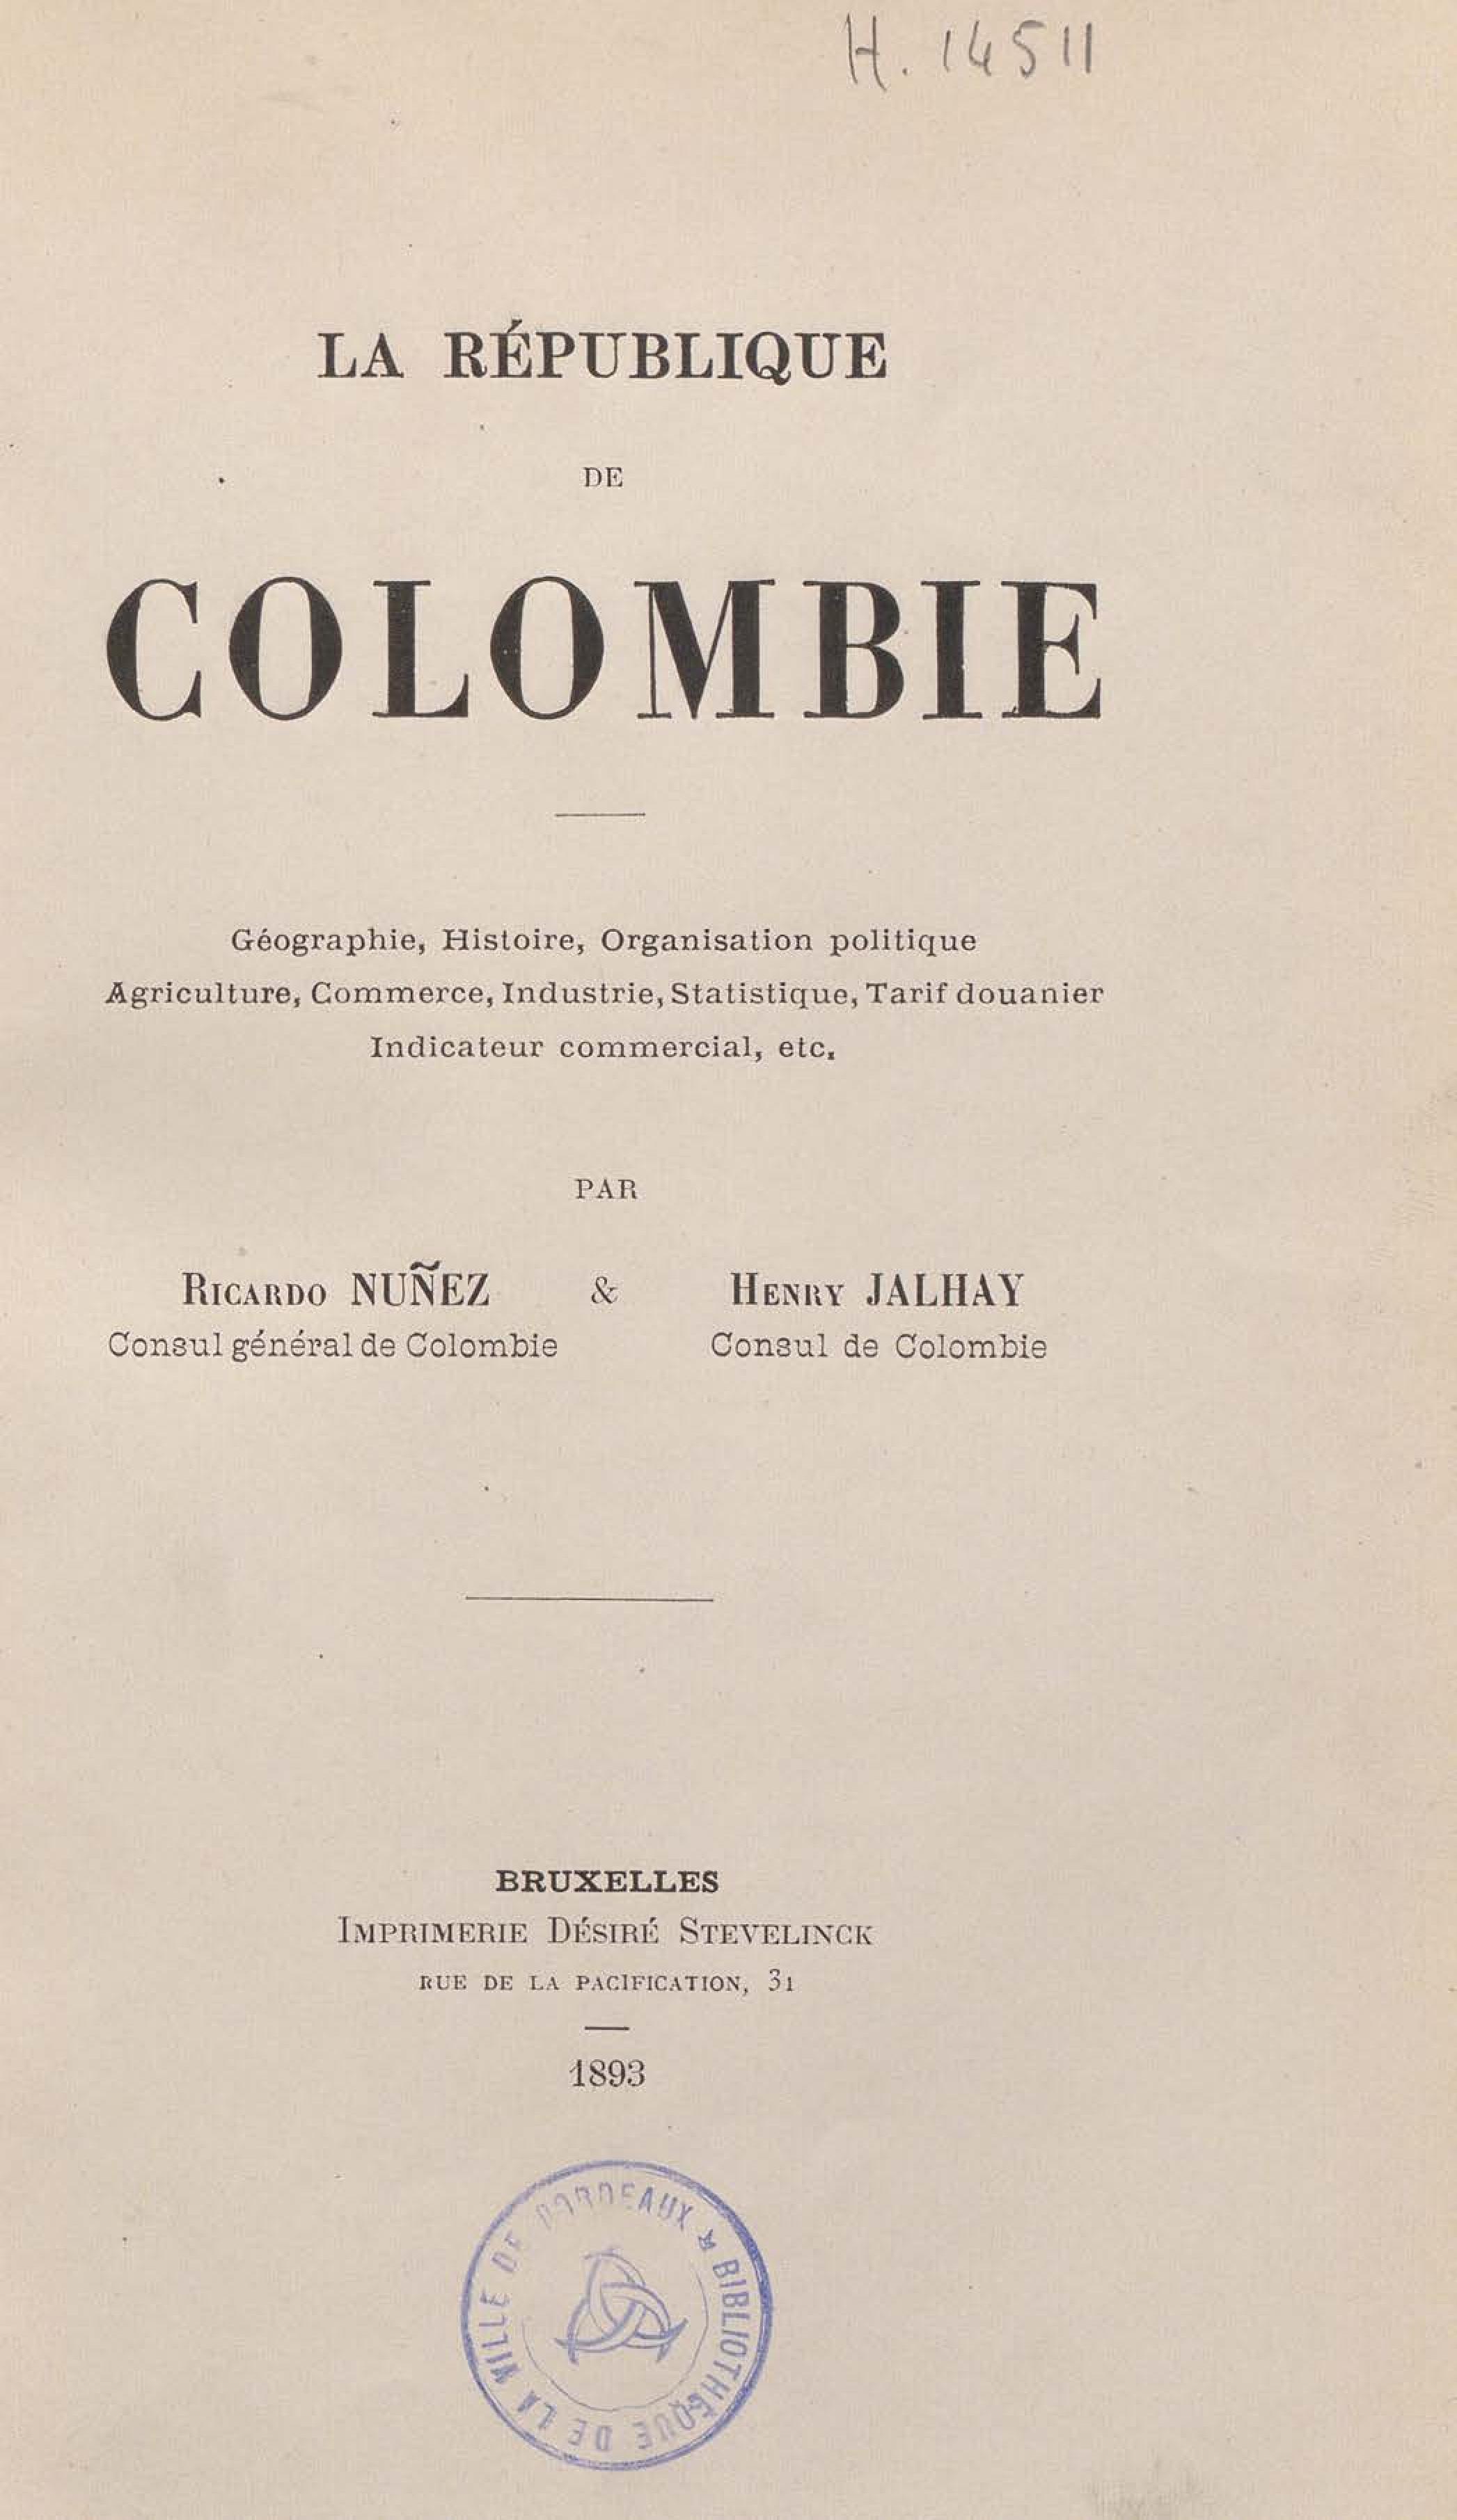 H. 14511
LA RÉPUBLIQUE
DE
COLOMBIE
Géographie, Histoire, Organisation politique
Agriculture, Commerce, Industrie, Statistique, Tarif douanier
Indicateur commercial, etc.
PAR
RICARDO NUÑEZ & HENRY JALHAY
Consul général de Colombie Consul de Colombie
BRUXELLES
IMPRIMERIE DÉSIRÉ STEVELINCK
RUE DE LA PACIFICATION, 31
1893
BIBLIOTHÈQUE DE LA VILLE DE BORDEAUX